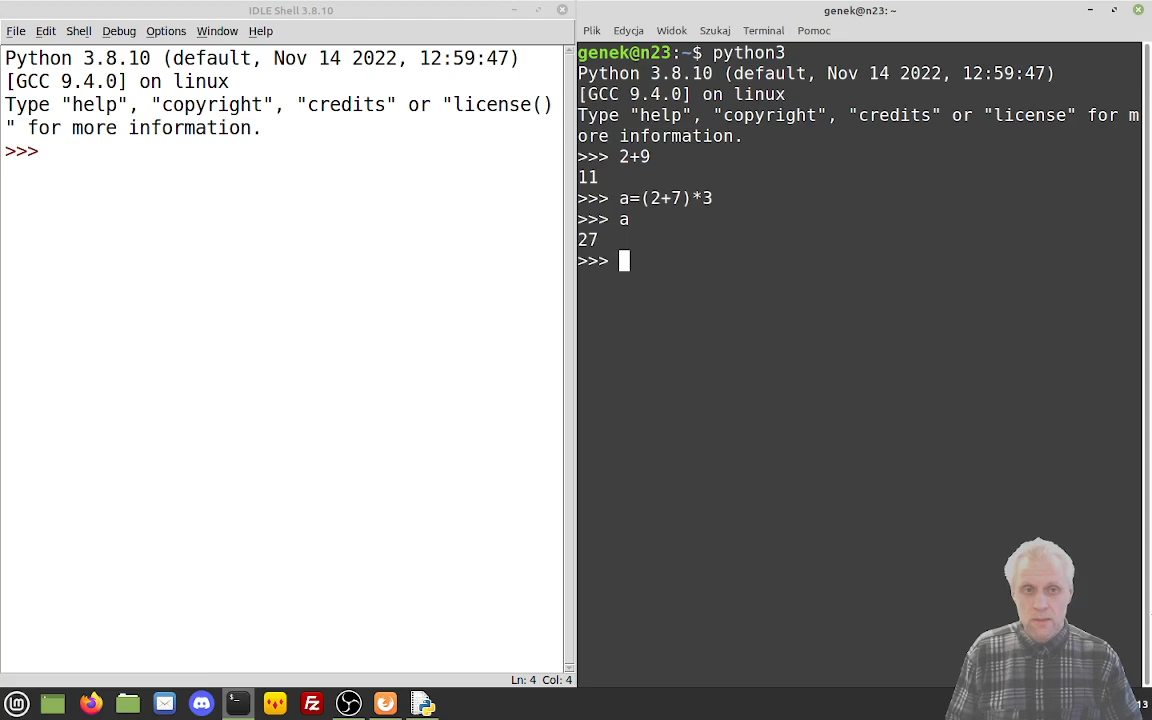 IDLE Shell 3.8.10
File Edit Shell Debug Options Window Help
Python 3.8.10 (default, Nov 14 2022, 12:59:47)
[GCC 9.4.0] on linux
Type "help", "copyright", "credits" or "license()
" for more information.
>>>
Ln: 4 Col: 4
genek@n23: ~
Plik Edycja Widok Szukaj Terminal Pomoc
genek@n23:~$ python3
Python 3.8.10 (default, Nov 14 2022, 12:59:47)
[GCC 9.4.0] on linux
Type "help", "copyright", "credits" or "license" for m
ore information.
>>> 2+9
11
>>> a=(2+7)*3
>>> a
27
>>>
13